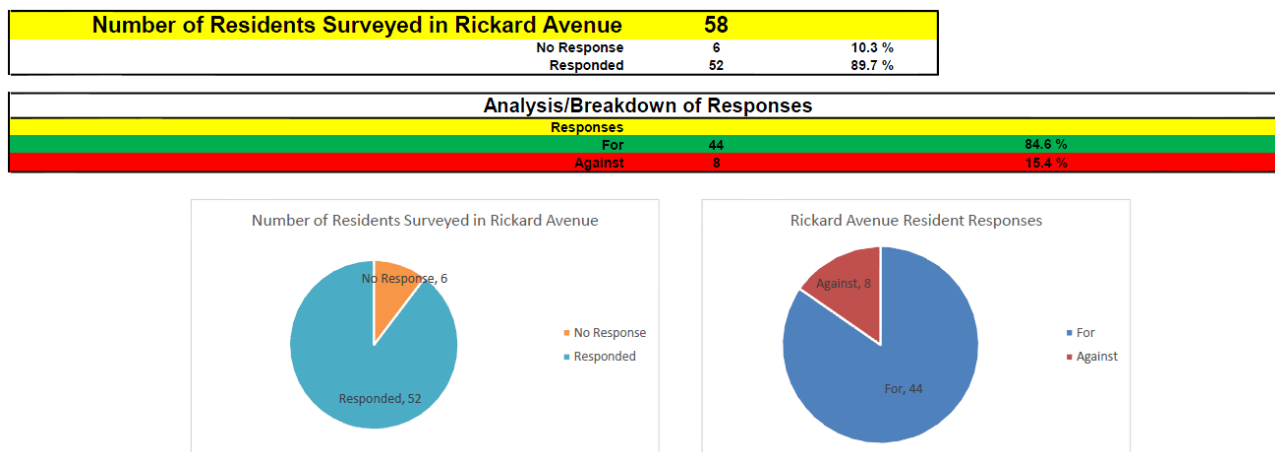 Number of Residents Surveyed in Rickard Avenue 58
No Response 6 10.3 %
Responded 52 89.7 %
Analysis/Breakdown of Responses
Responses
For 44 84.6 %
Against 8 15.4 %
Number of Residents Surveyed in Rickard Avenue
No Response, 6
Responded, 52
No Response
Responded
Rickard Avenue Resident Responses
Against, 8
For, 44
For
Against